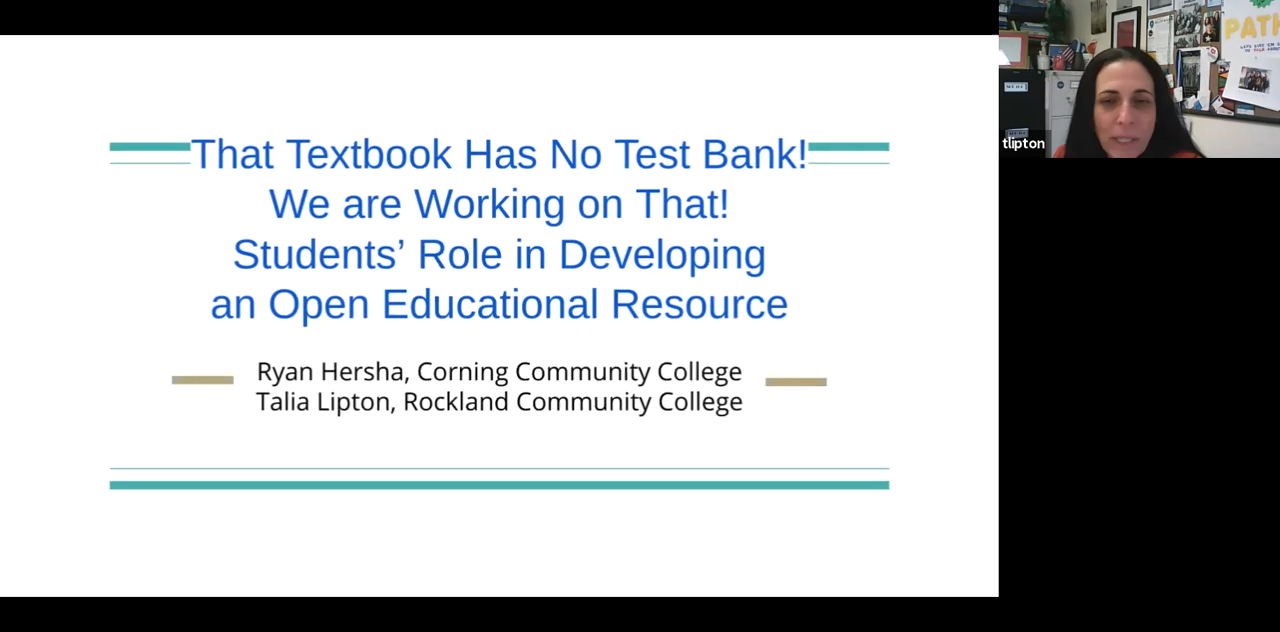 That Textbook Has No Test Bank!
We are Working on That!
Students’ Role in Developing
an Open Educational Resource
Ryan Hersha, Corning Community College
Talia Lipton, Rockland Community College
tlipton